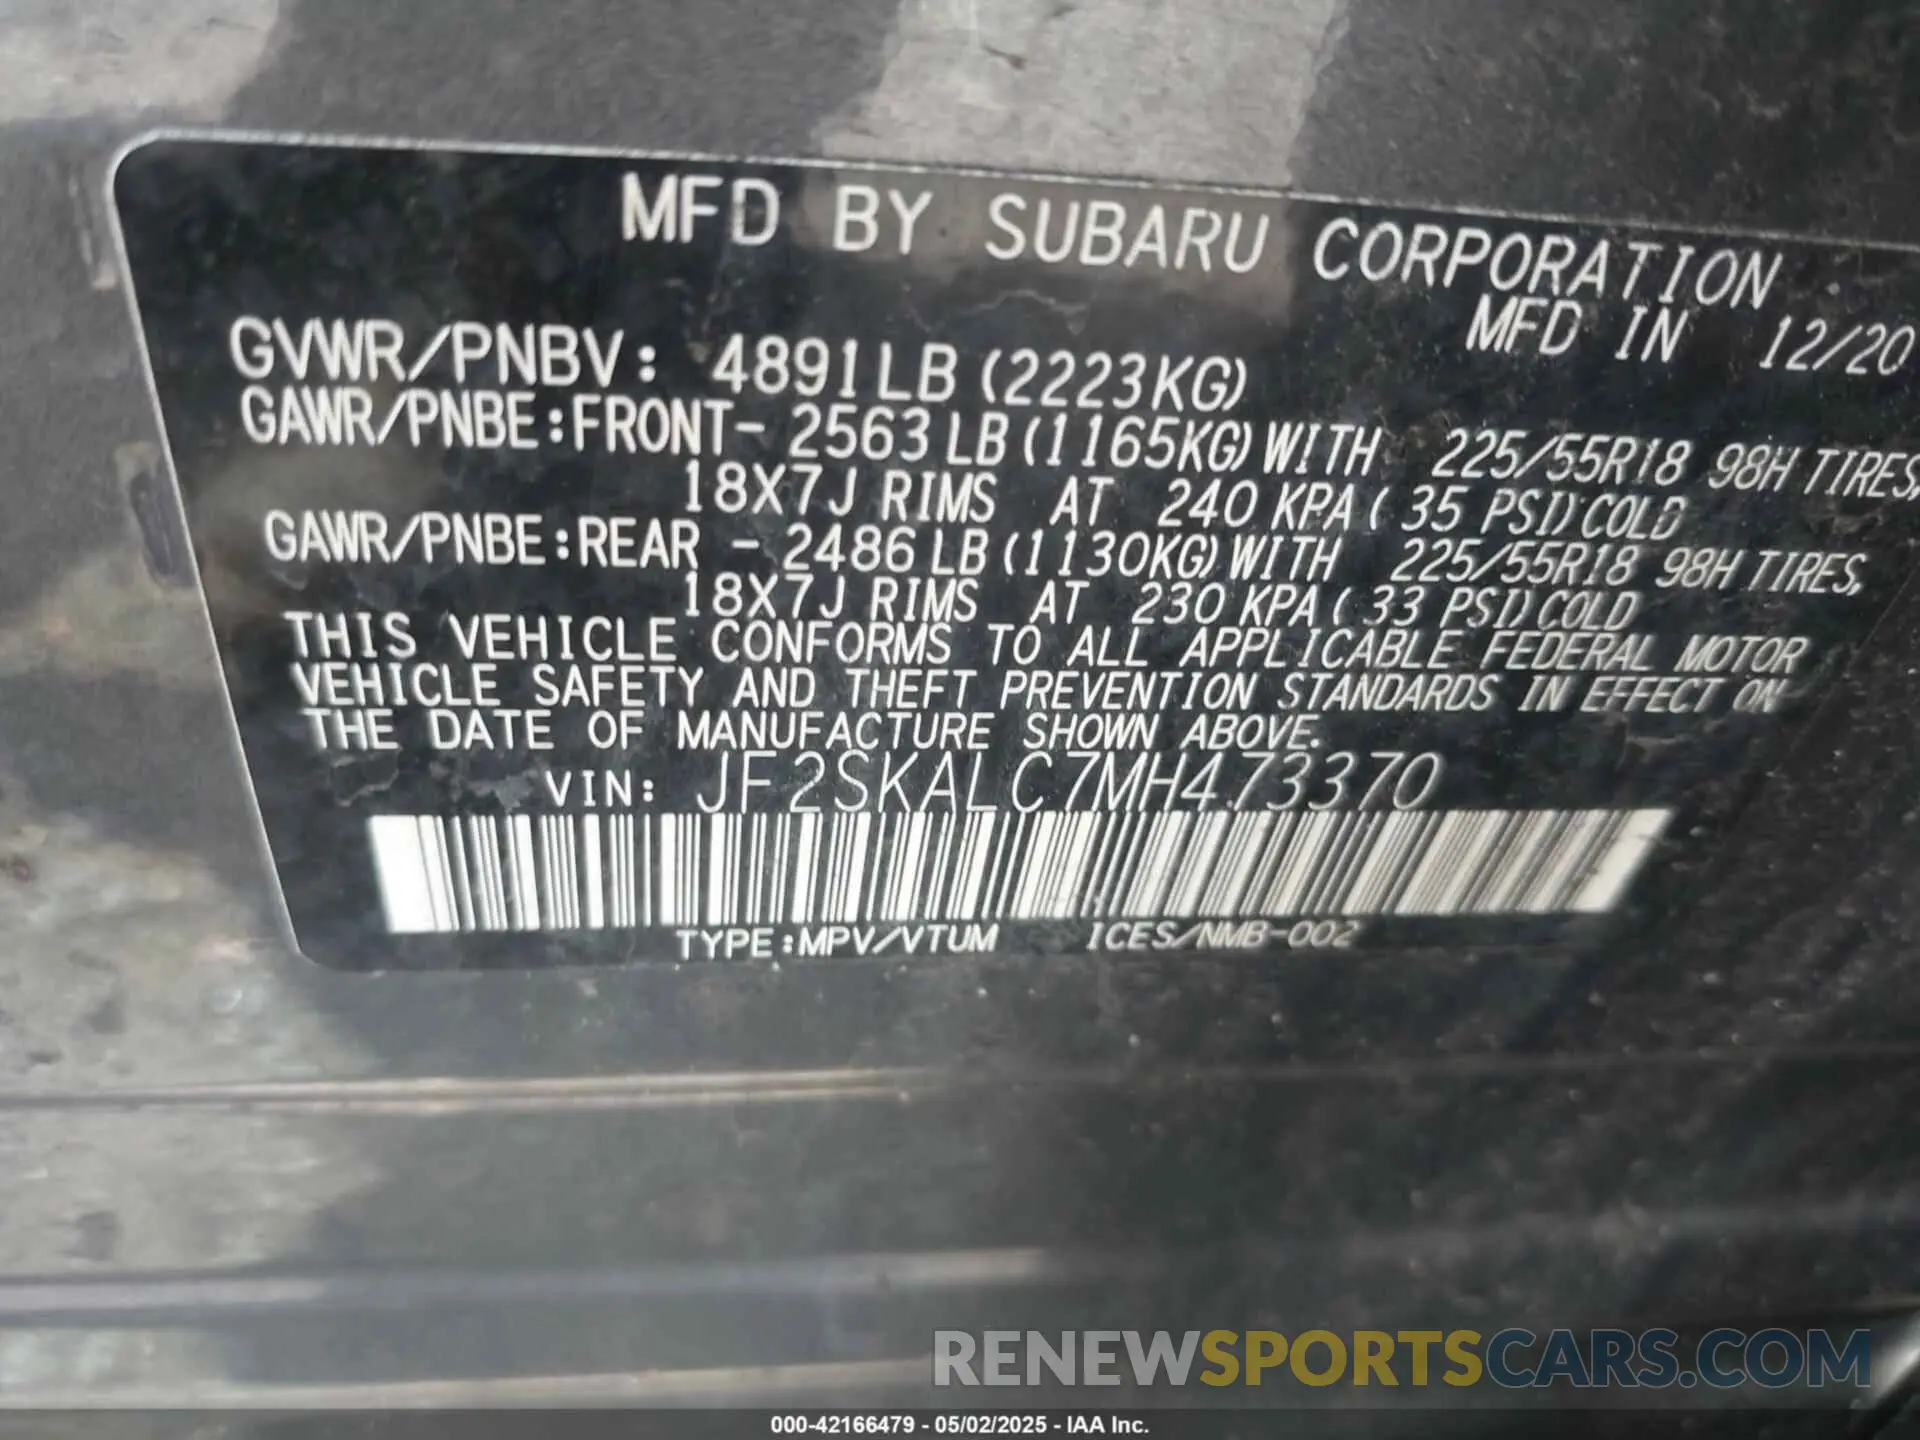 MFD BY SUBARU CORPORATION
MFD IN 12/20
GVWR/PNBV: 4891LB (2223KG)
GAWR/PNBE:FRONT- 2563 LB (1165KG) WITH 225/55R18 98H TIRES,
18X7J RIMS AT 240 KPA ( 35 PSI) COLD
GAWR/PNBE:REAR - 2486 LB (1130KG) WITH 225/55R18 98H TIRES,
18X7J RIMS AT 230 KPA ( 33 PSI) COLD
THIS VEHICLE CONFORMS TO ALL APPLICABLE FEDERAL MOTOR
VEHICLE SAFETY AND THEFT PREVENTION STANDARDS IN EFFECT ON
THE DATE OF MANUFACTURE SHOWN ABOVE.
VIN: JF2SKALC7MH473370
TYPE:MPV/VTUM ICES/NMB-002
RENEWSPORTSCARS.COM
000-42166479 - 05/02/2025 - IAA Inc.